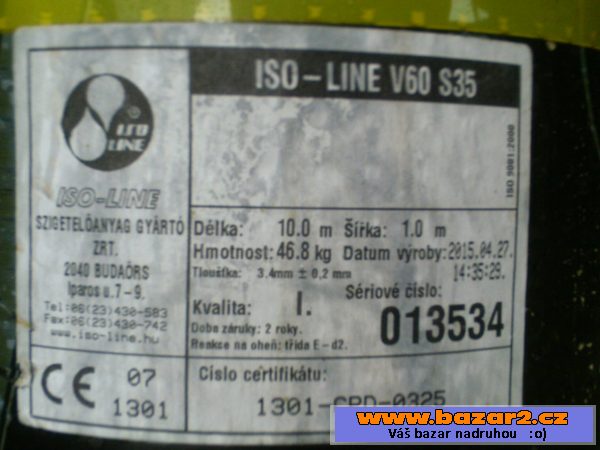 ISO-LINE V60 S35
ISO
LINE
®
ISO-LINE
SZIGETELŐANYAG GYÁRTÓ
ZRT.
2040 BUDAÖRS
Iparos u.7-9.
Tel:06(23)430-583
Fax:06(23)430-742
www.iso-line.hu
ISO 9001:2000
Délka: 10.0 m Šířka: 1.0 m
Hmotnost: 46.8 kg Datum výroby: 2015.04.27.
Tloušťka: 3.4mm ± 0,2 mm 14:35:29.
Kvalita: I. Sériové číslo:
013534
Doba záruky: 2 roky.
Reakce na oheň: třída E-d2.
CE 07
1301
Číslo certifikátu:
1301-CPD-0325
www.bazar2.cz
Váš bazar nadruhou :o)